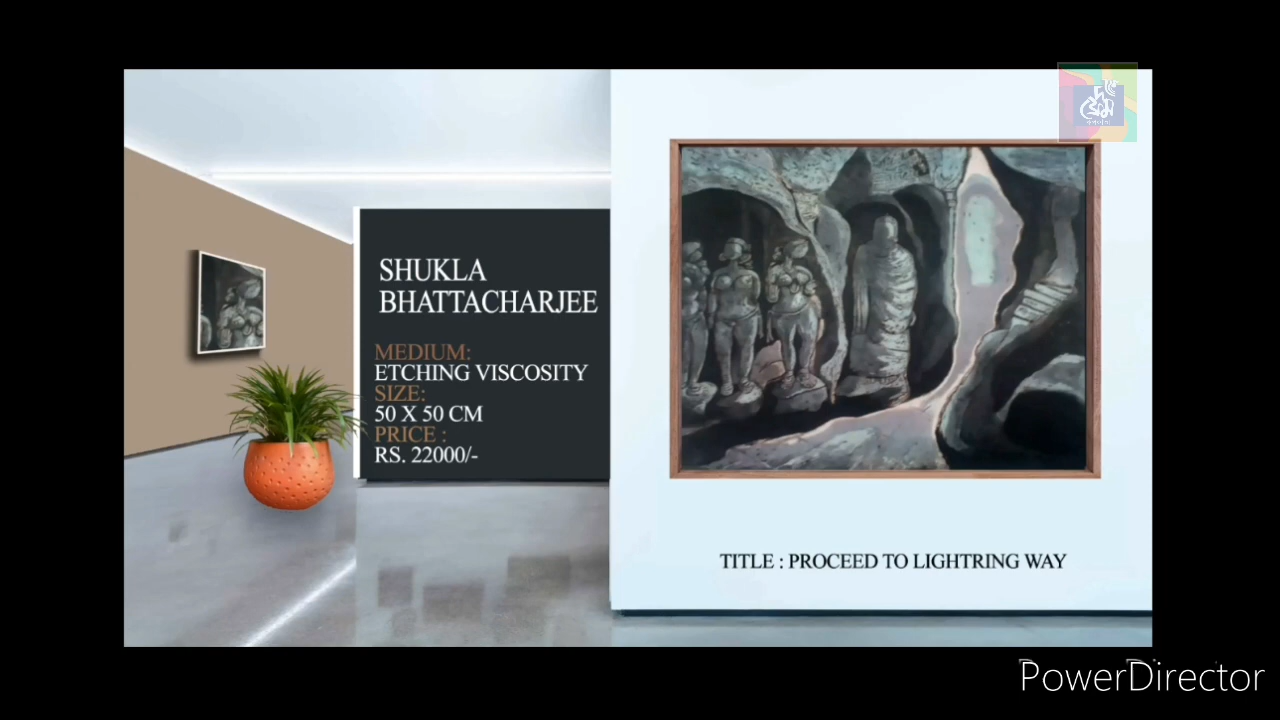 SHUKLA
BHATTACHARJEE
MEDIUM:
ETCHING VISCOSITY
SIZE:
50 X 50 CM
PRICE :
RS. 22000/-
TITLE : PROCEED TO LIGHTRING WAY
PowerDirector